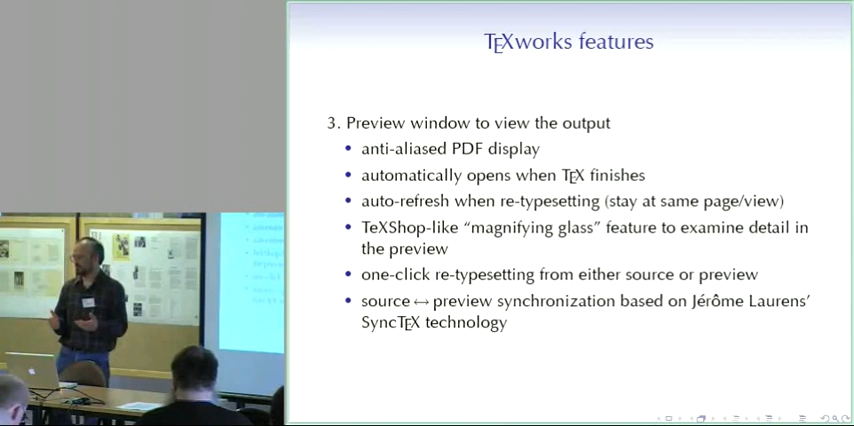 TEXworks features
3. Preview window to view the output
• anti-aliased PDF display
• automatically opens when TEX finishes
• auto-refresh when re-typesetting (stay at same page/view)
• TeXShop-like “magnifying glass” feature to examine detail in
the preview
• one-click re-typesetting from either source or preview
• source ↔ preview synchronization based on Jérôme Laurens’
SyncTEX technology